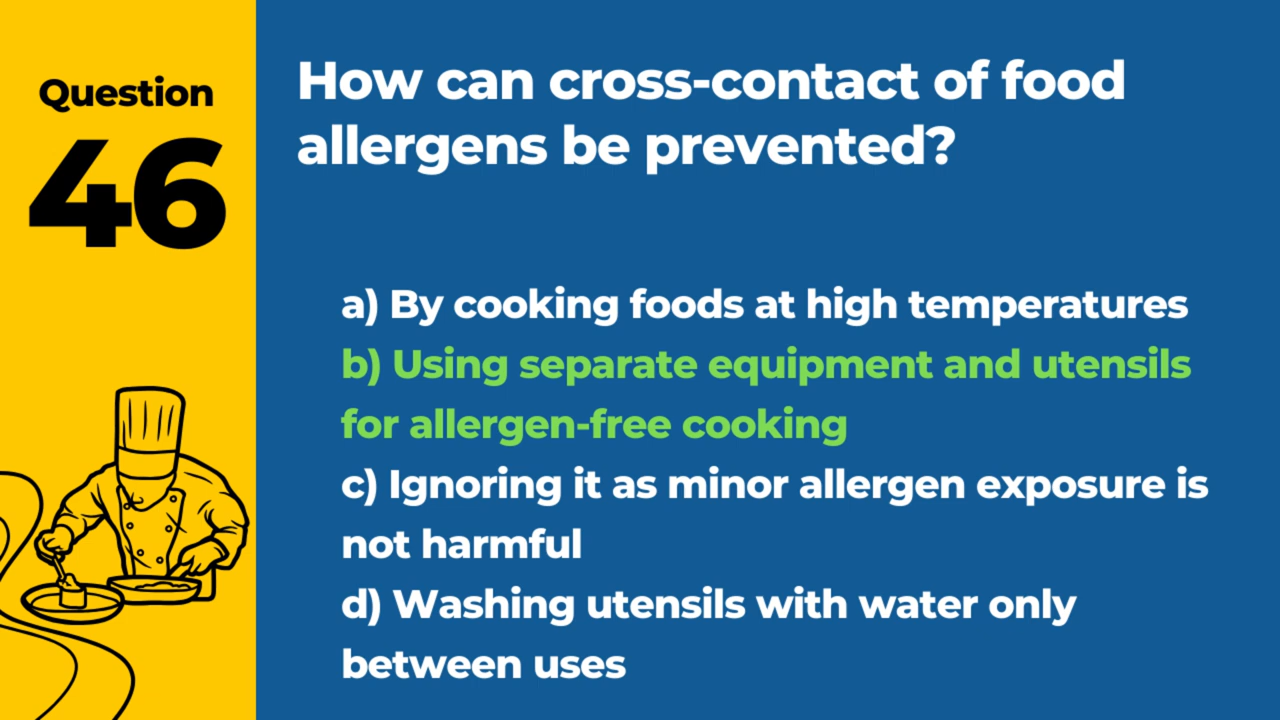 Question
46
How can cross-contact of food
allergens be prevented?
a) By cooking foods at high temperatures
b) Using separate equipment and utensils
for allergen-free cooking
c) Ignoring it as minor allergen exposure is
not harmful
d) Washing utensils with water only
between uses